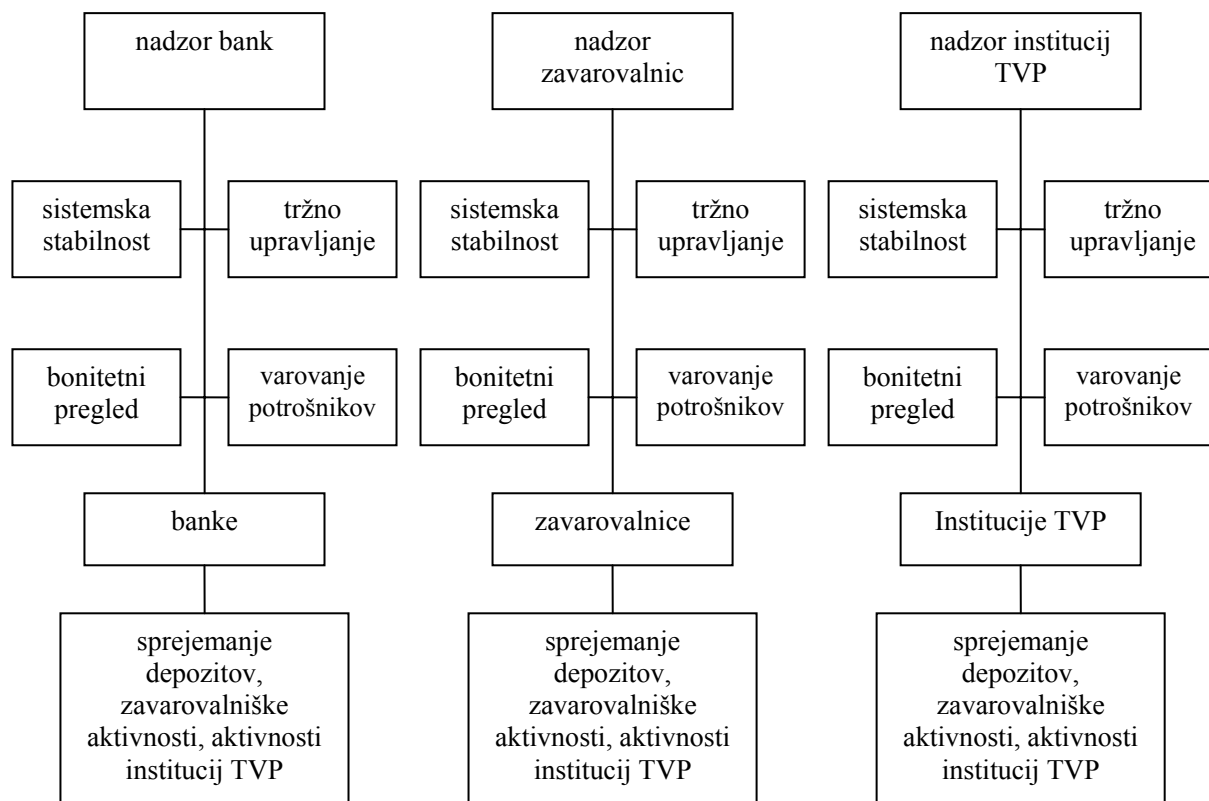 nadzor bank
nadzor
zavarovalnic
nadzor institucij
TVP
sistemska
stabilnost
tržno
upravljanje
sistemska
stabilnost
tržno
upravljanje
sistemska
stabilnost
tržno
upravljanje
bonitetni
pregled
varovanje
potrošnikov
bonitetni
pregled
varovanje
potrošnikov
bonitetni
pregled
varovanje
potrošnikov
banke
zavarovalnice
Institucije TVP
sprejemanje
depozitov,
zavarovalniške
aktivnosti, aktivnosti
institucij TVP
sprejemanje
depozitov,
zavarovalniške
aktivnosti, aktivnosti
institucij TVP
sprejemanje
depozitov,
zavarovalniške
aktivnosti, aktivnosti
institucij TVP